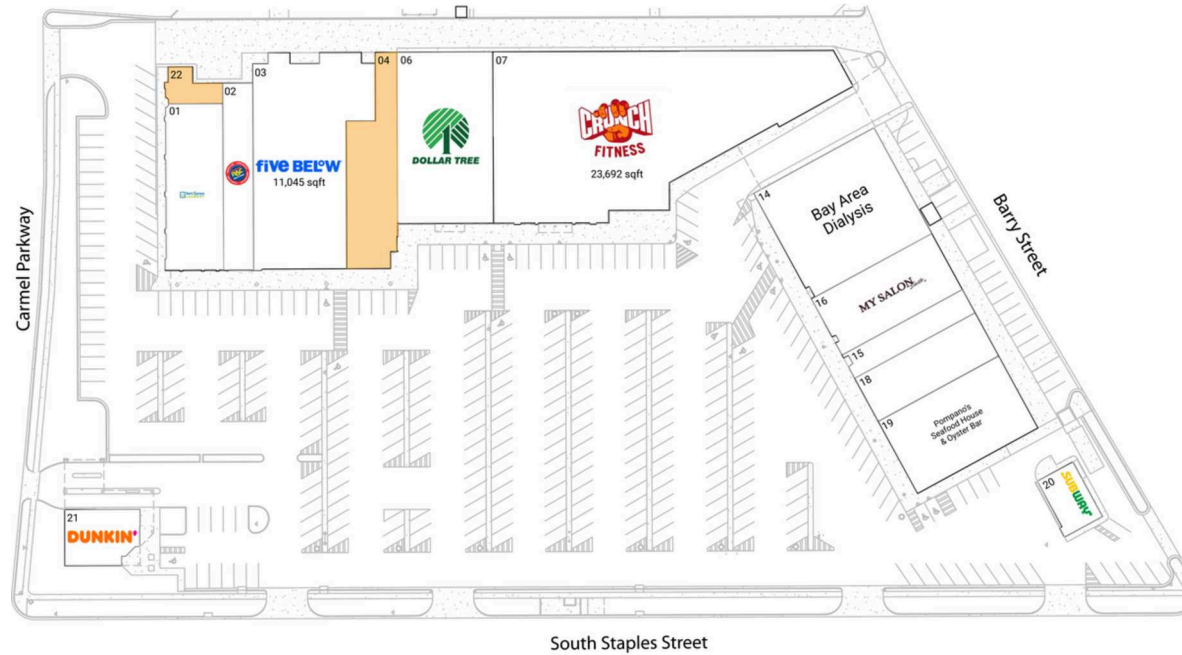 22
01
02
03
five BEL°W
11,045 sqft
04
06
DOLLAR TREE
07
CRUNCH
FITNESS
23,692 sqft
14
Bay Area
Dialysis
16
MY SALON
15
18
19
Pompano's
Seafood House
& Oyster Bar
20
SUBWAY
21
DUNKIN'
Carmel Parkway
Barry Street
South Staples Street